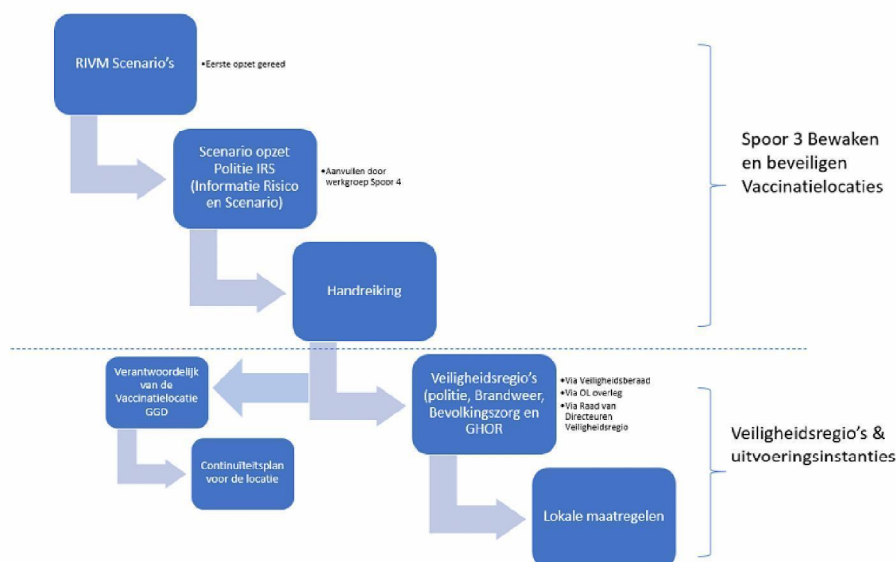 RIVM Scenario's
•Eerste opzet gereed
Scenario opzet
Politie IRS
(Informatie Risico
en Scenario)
•Aanvullen door
werkgroep Spoor 4
Handreiking
Spoor 3 Bewaken
en beveiligen
Vaccinatielocaties
Verantwoordelijk
van de
Vaccinatielocatie
GGD
Continuïteitsplan
voor de locatie
Veiligheidsregio's
(politie, Brandweer,
Bevolkingszorg en
GHOR
•Via Veiligheidsberaad
•Via OL overleg
•Via Raad van
Directeuren
Veiligheidsregio
Lokale maatregelen
Veiligheidsregio's &
uitvoeringsinstanties